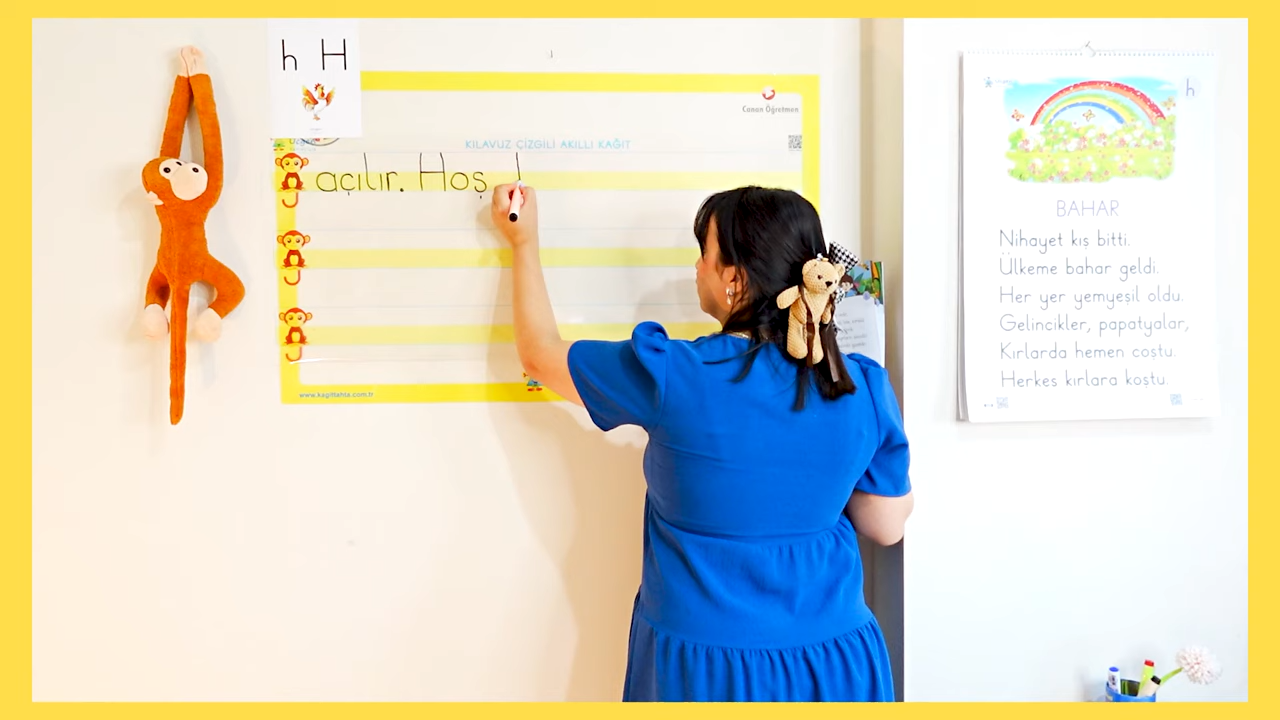 h H
Canan Öğretmen
KILAVUZ ÇİZGİLİ AKILLI KAĞIT
açılır. Hoş
www.kagittahta.com.tr
h
BAHAR
Nihayet kış bitti.
Ülkeme bahar geldi.
Her yer yemyeşil oldu.
Gelincikler, papatyalar,
Kırlarda hemen coştu.
Herkes kırlara koştu.